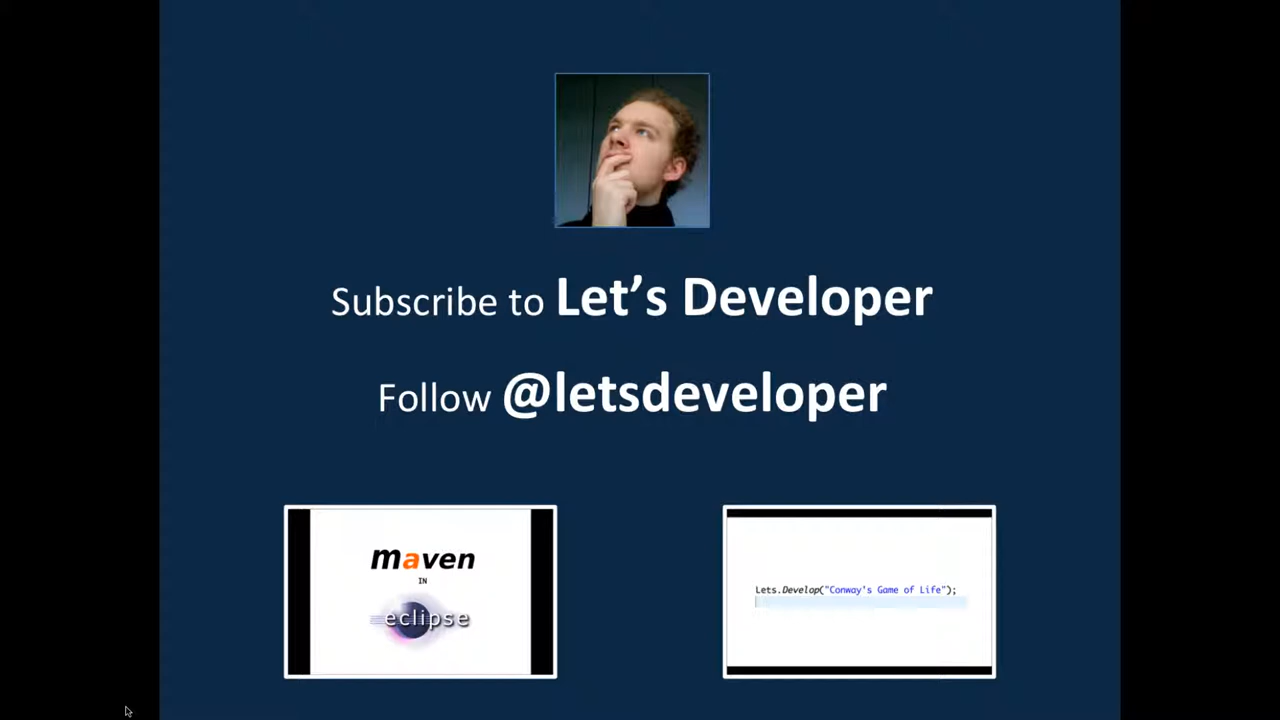 Subscribe to Let’s Developer
Follow @letsdeveloper
maven
IN
eclipse
Lets.Develop("Conway's Game of Life");